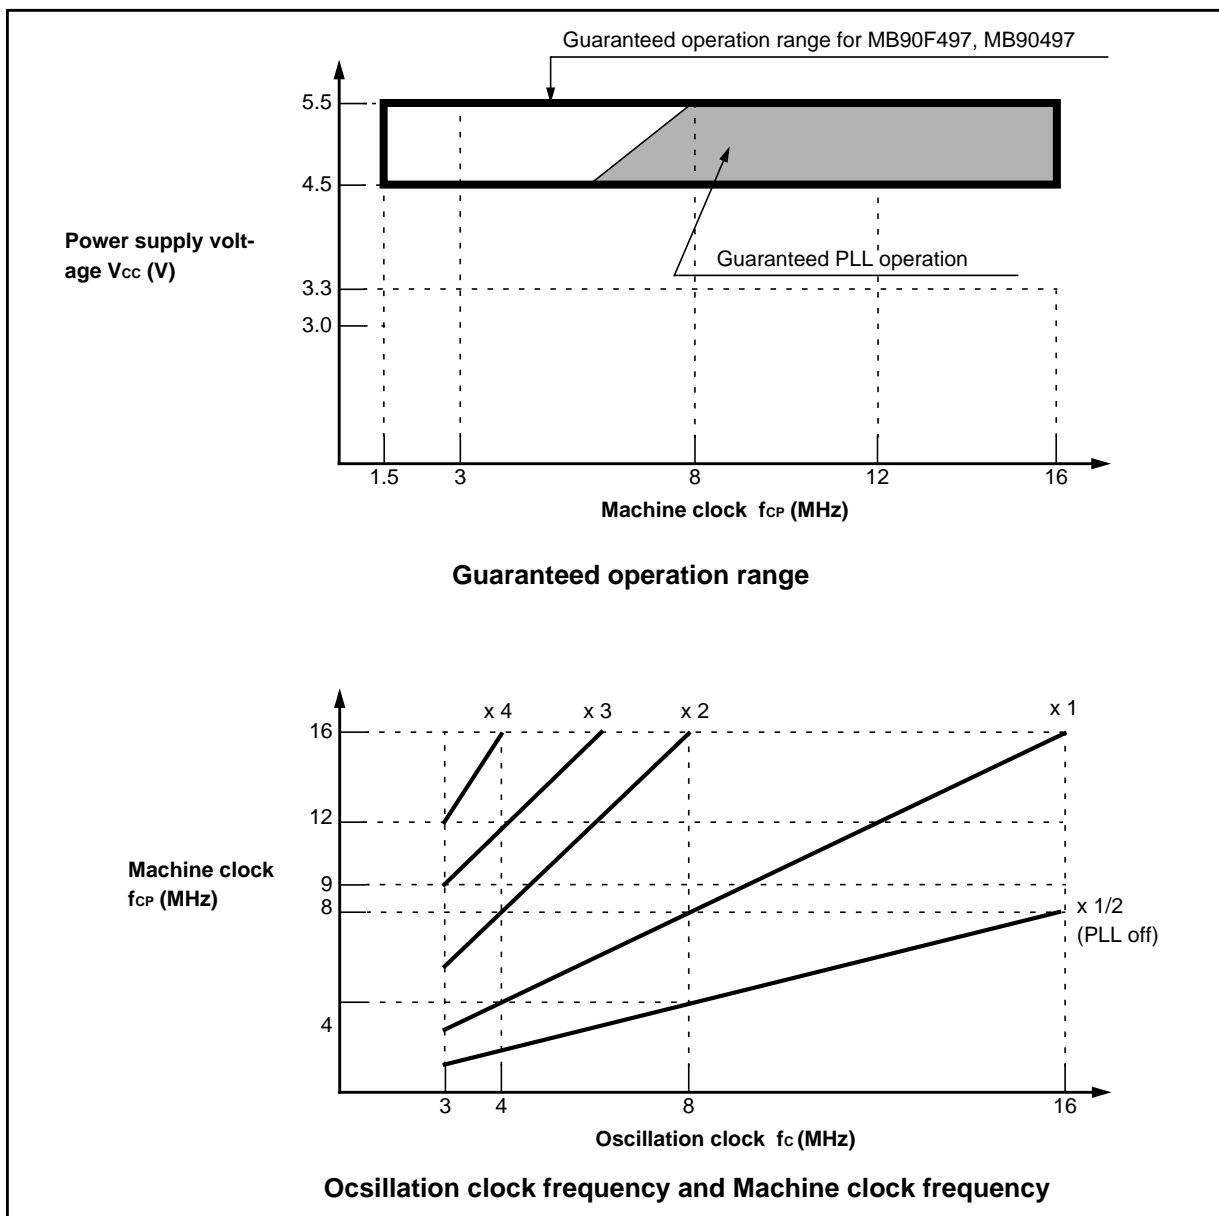 Guaranteed operation range for MB90F497, MB90497
5.5
4.5
Power supply volt-
age VCC (V)
Guaranteed PLL operation
3.3
3.0
1.5 3 8 12 16
Machine clock fCP (MHz)
Guaranteed operation range
x 4 x 3 x 2 x 1
16
12
Machine clock
fCP (MHz)
9
8
x 1/2
(PLL off)
4
3 4 8 16
Oscillation clock fC (MHz)
Ocsillation clock frequency and Machine clock frequency